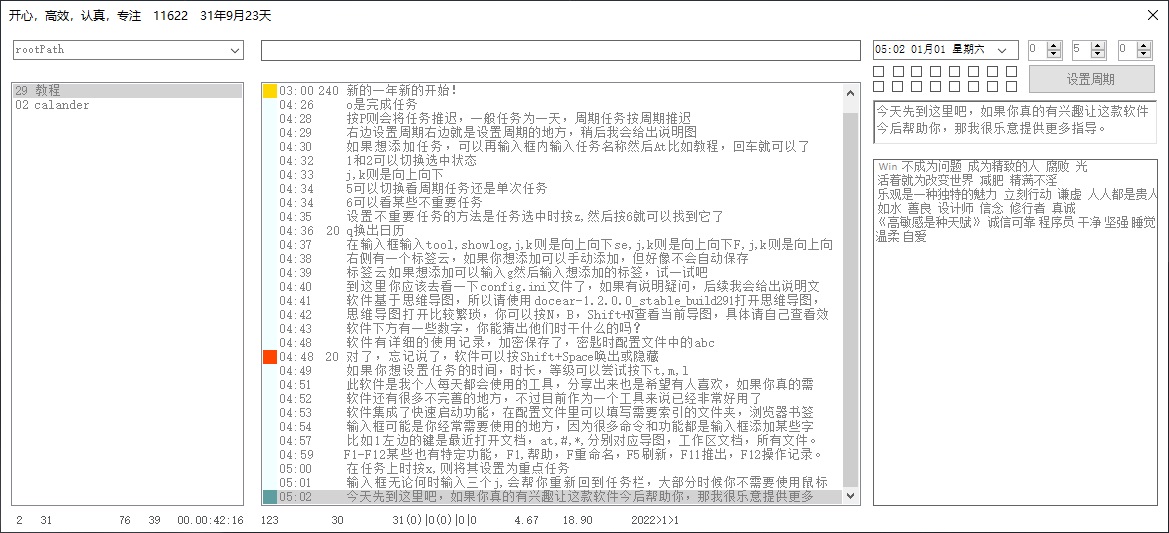 开心，高效，认真，专注 11622 31年9月23天
rootPath
05:02 01月01 星期六 0 5 0
设置周期
29 教程
02 calander
03:00 240 新的一年新的开始！
04:26 o是完成任务
04:28 按P则会将任务推迟，一般任务为一天，周期任务按周期推迟
04:29 右边设置周期右边就是设置周期的地方，稍后我会给出说明图
04:30 如果想添加任务，可以再输入框内输入任务名称然后At比如教程，回车就可以了
04:32 1和2可以切换选中状态
04:33 j,k则是向上向下
04:34 5可以切换看周期任务还是单次任务
04:34 6可以看某些不重要任务
04:35 设置不重要任务的方法是任务选中时按z,然后按6就可以找到它了
04:36 20 q换出日历
04:37 在输入框输入tool,showlog,j,k则是向上向下se,j,k则是向上向下F,j,k则是向上向
04:38 右侧有一个标签云，如果你想添加可以手动添加，但好像不会自动保存
04:39 标签云如果想添加可以输入g然后输入想添加的标签，试一试吧
04:40 到这里你应该去看一下config.ini文件了，如果有说明疑问，后续我会给出说明文
04:41 软件基于思维导图，所以请使用 docear-1.2.0.0_stable_build291打开思维导图，
04:42 思维导图打开比较繁琐，你可以按N，B，Shift+N查看当前导图，具体请自己查看效
04:43 软件下方有一些数字，你能猜出他们时干什么的吗？
04:48 软件有详细的使用记录，加密保存了，密匙时配置文件中的abc
04:48 20 对了，忘记说了，软件可以按Shift+Space唤出或隐藏
04:49 如果你想设置任务的时间，时长，等级可以尝试按下t,m,l
04:51 此软件是我个人每天都会使用的工具，分享出来也是希望有人喜欢，如果你真的需
04:52 软件还有很多不完善的地方，不过目前作为一个工具来说已经非常好用了
04:53 软件集成了快速启动功能，在配置文件里可以填写需要索引的文件夹，浏览器书签
04:54 输入框可能是你经常需要使用的地方，因为很多命令和功能都是输入框添加某些字
04:57 比如1左边的键是最近打开文档，at,#,*,分别对应导图，工作区文档，所有文件。
04:59 F1-F12某些也有特定功能，F1,帮助，F重命名，F5刷新，F11推出，F12操作记录。
05:00 在任务上时按x,则将其设置为重点任务
05:01 输入框无论何时输入三个j,会帮你重新回到任务栏，大部分时候你不需要使用鼠标
05:02 今天先到这里吧，如果你真的有兴趣让这款软件今后帮助你，那我很乐意提供更多
今天先到这里吧，如果你真的有兴趣让这款软件
今后帮助你，那我很乐意提供更多指导。
Win 不成为问题 成为精致的人 腐败 光
活着就为改变世界 减肥 精满不淫
乐观是一种独特的魅力 立刻行动 谦虚 人人都是贵人
如水 善良 设计师 信念 修行者 真诚
《高敏感是种天赋》 诚信可靠 程序员 干净 坚强 睡觉
温柔 自爱
2 31 76 39 00.00:42:16 123 30 31(0)|0(0)|0|0 4.67 18.90 2022>1>1